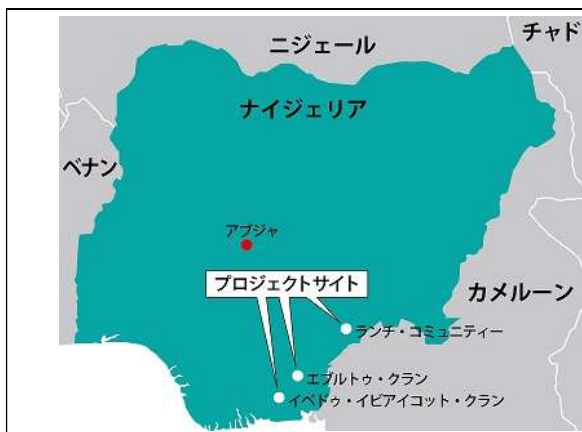 チャド
ニジェール
ナイジェリア
ベナン
アブジャ
プロジェクトサイト
カメルーン
ランチ・コミュニティー
エブルトゥ・クラン
イベドゥ・イビアイコット・クラン